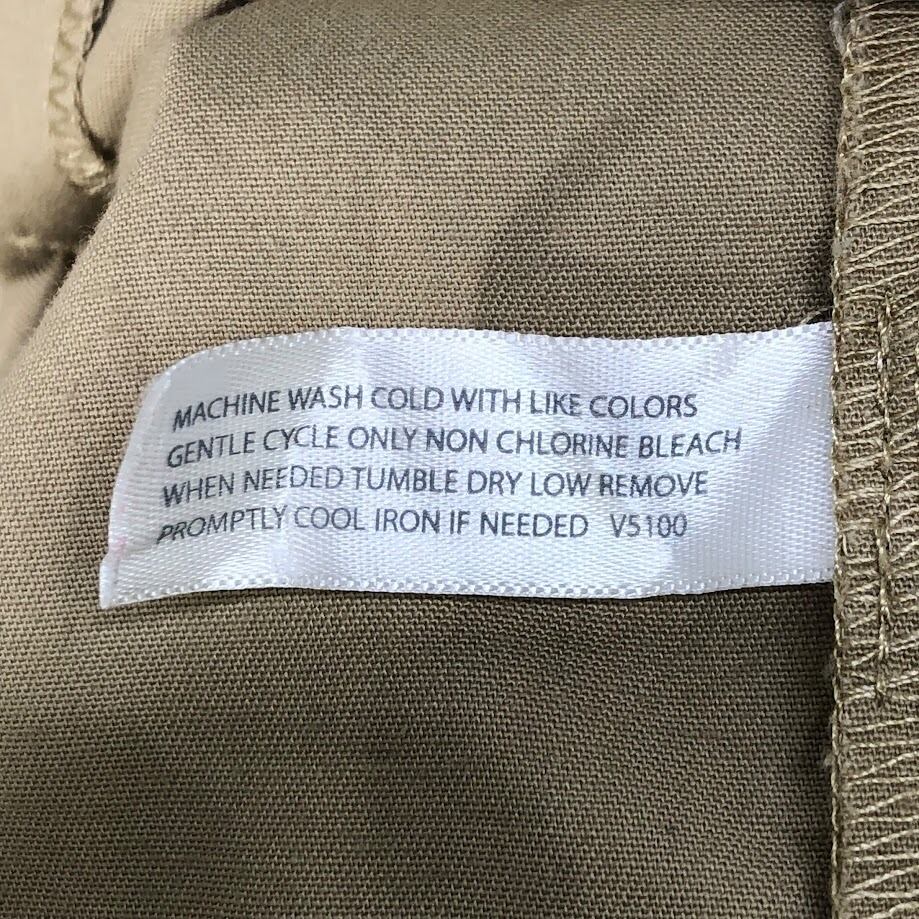 MACHINE WASH COLD WITH LIKE COLORS
GENTLE CYCLE ONLY NON CHLORINE BLEACH
WHEN NEEDED TUMBLE DRY LOW REMOVE
PROMPTLY COOL IRON IF NEEDED V5100